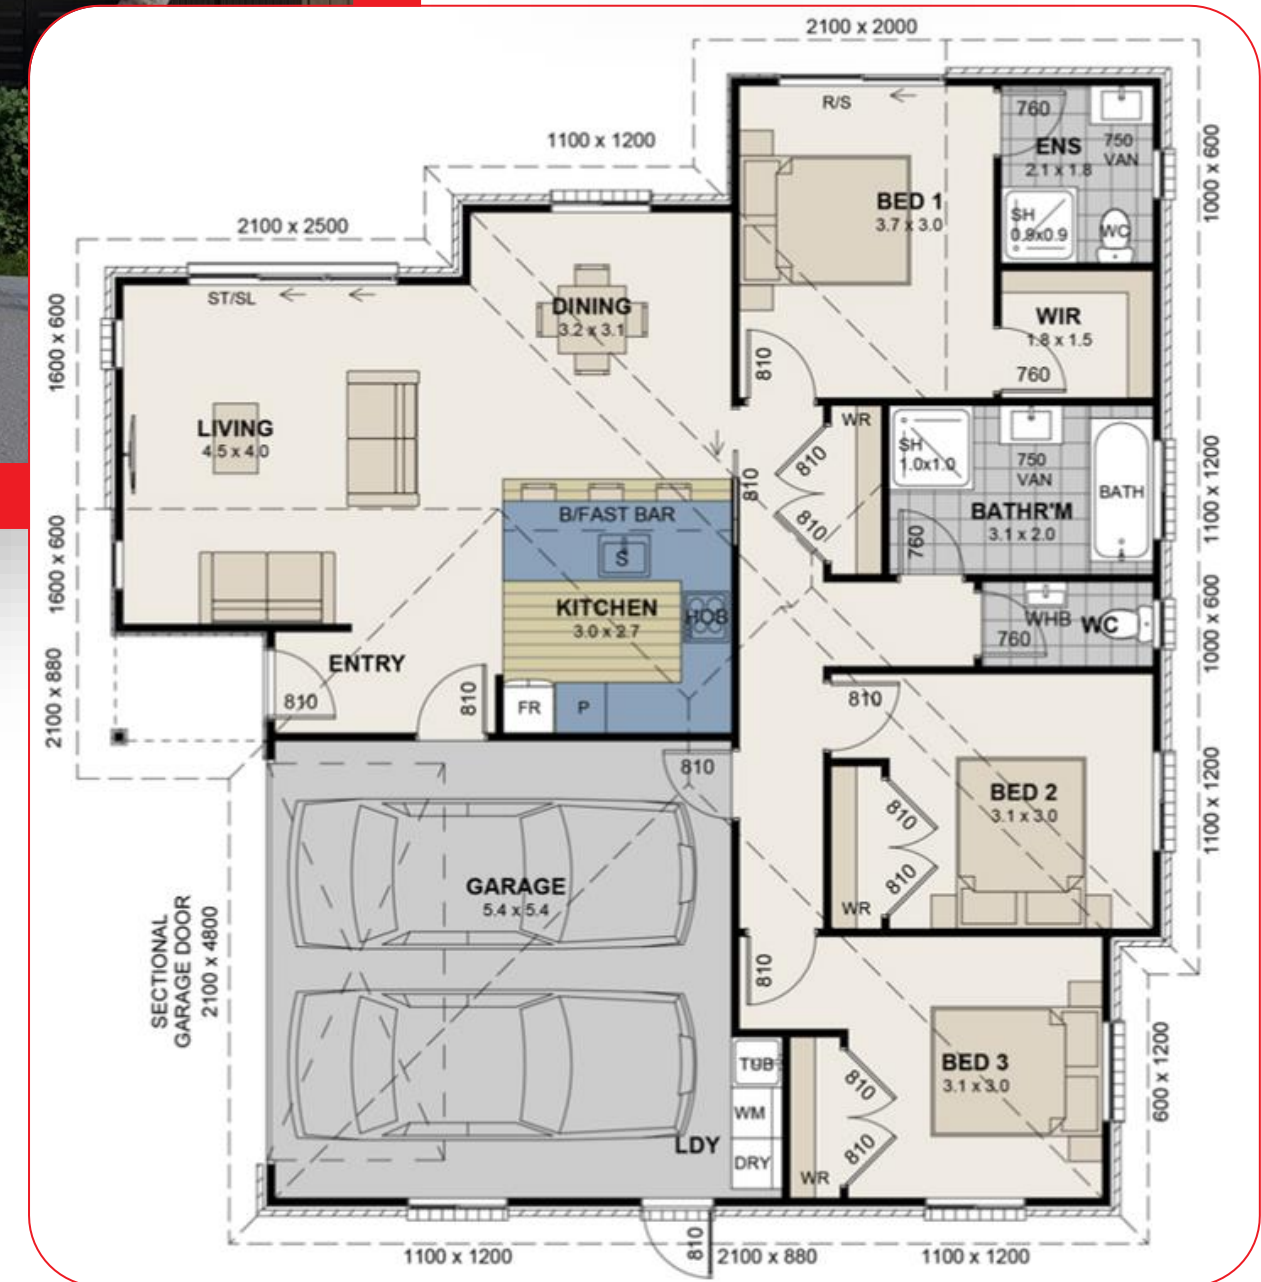 2100 x 2000
1100 x 1200
2100 x 2500
R/S
760
ENS
2.1 x 1.8
750
VAN
1000 x 600
BED 1
3.7 x 3.0
SH
0.9x0.9
WC
ST/SL
1600 x 600
DINING
3.2 x 3.1
WIR
1.8 x 1.5
760
810
LIVING
4.5 x 4.0
WR
SH
1.0x1.0
750
VAN
BATH
1100 x 1200
810
810
810
BATHR'M
3.1 x 2.0
760
B/FAST BAR
S
1600 x 600
KITCHEN
3.0 x 2.7
HOB
WHB
WC
760
1000 x 600
ENTRY
810
810
2100 x 880
FR
P
810
810
BED 2
3.1 x 3.0
810
810
WR
1100 x 1200
GARAGE
5.4 x 5.4
SECTIONAL
GARAGE DOOR
2100 x 4800
810
BED 3
3.1 x 3.0
810
810
WR
600 x 1200
TUB
WM
DRY
LDY
1100 x 1200
810
2100 x 880
1100 x 1200